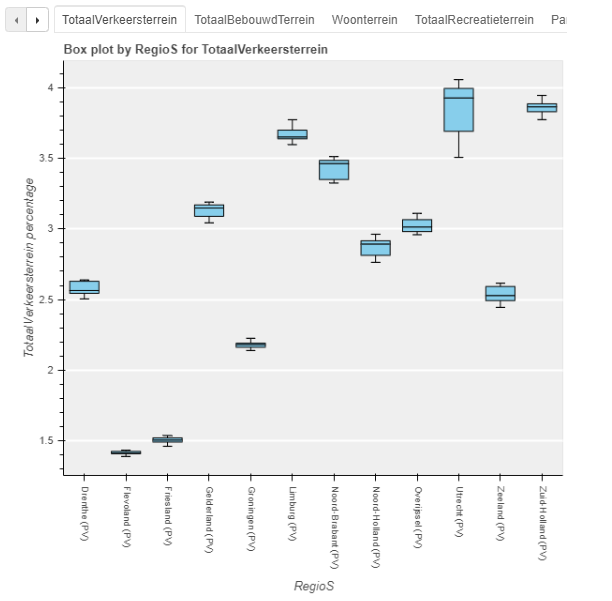 TotaalVerkeersterrein TotaalBebouwdTerrein Woonterrein TotaalRecreatieterrein Pa
Box plot by RegioS for TotaalVerkeersterrein
TotaalVerkeersterrein percentage
4
3.5
3
2.5
2
1.5
Drenthe (PV)
Flevoland (PV)
Friesland (PV)
Gelderland (PV)
Groningen (PV)
Limburg (PV)
Noord-Brabant (PV)
Noord-Holland (PV)
Overijssel (PV)
Utrecht (PV)
Zeeland (PV)
Zuid-Holland (PV)
RegioS